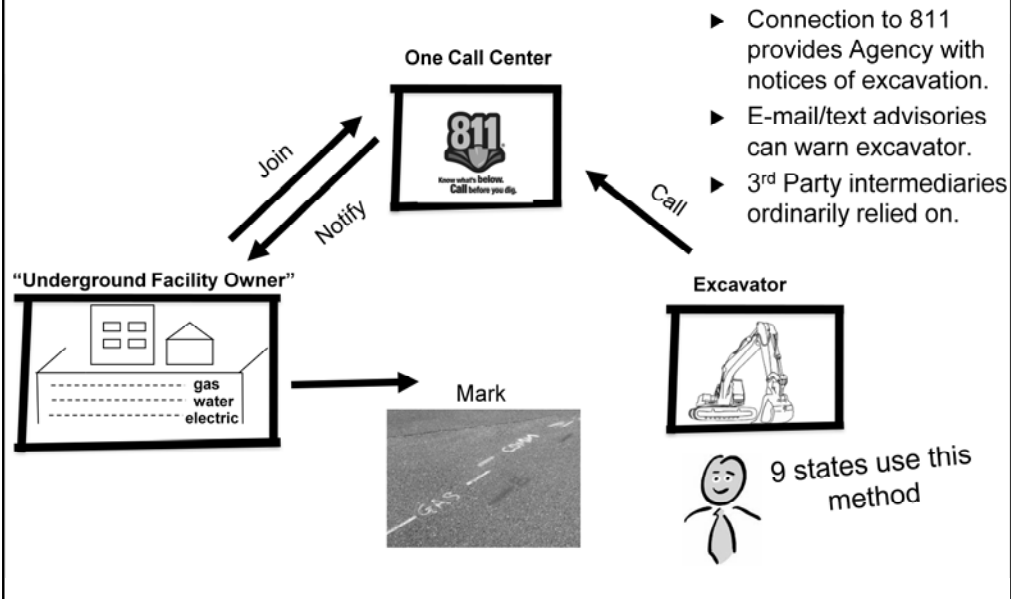 One Call Center
811
Know what's below.
Call before you dig.
► Connection to 811
provides Agency with
notices of excavation.
► E-mail/text advisories
can warn excavator.
► 3rd Party intermediaries
ordinarily relied on.
Join
Notify
Call
"Underground Facility Owner"
gas
water
electric
Excavator
Mark
GAS
COMM
9 states use this
method